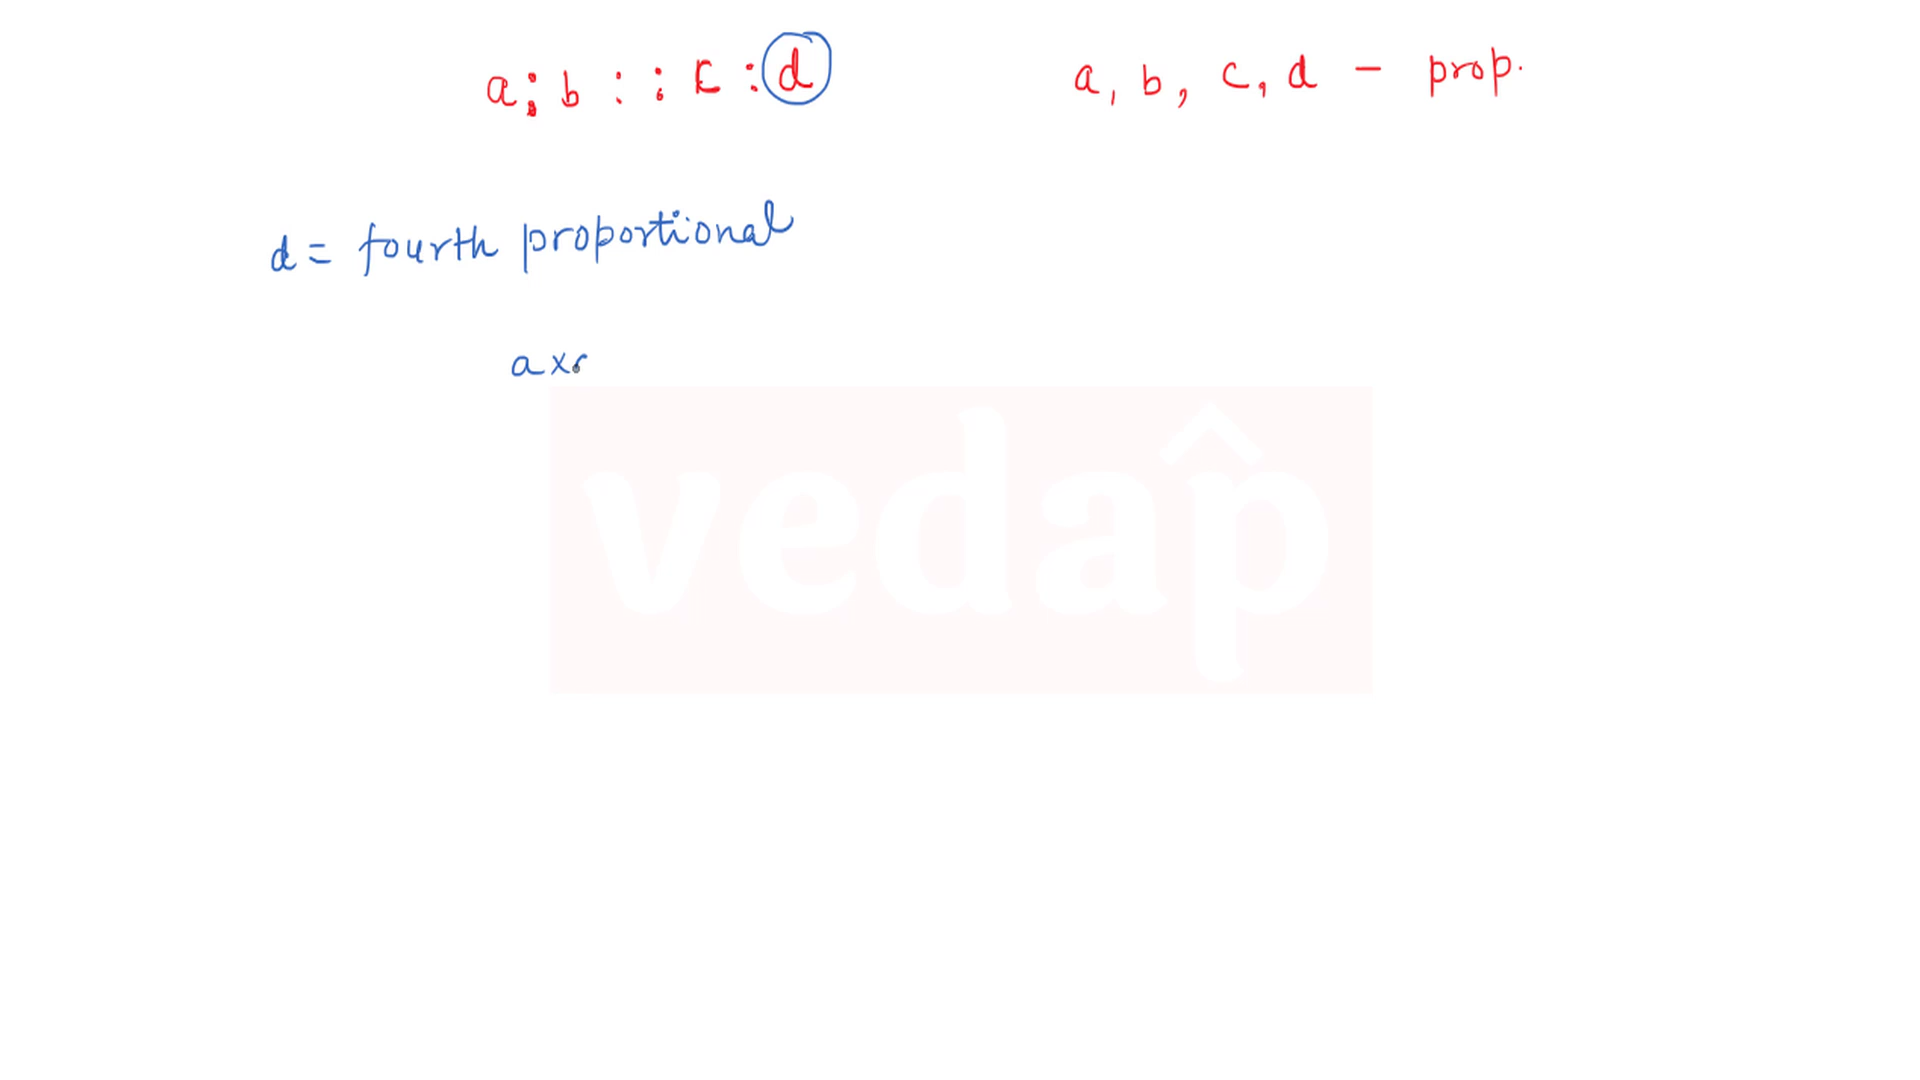 a : b : : c : d
a, b, c, d - prop.
d = fourth proportional
a x
vedap̂